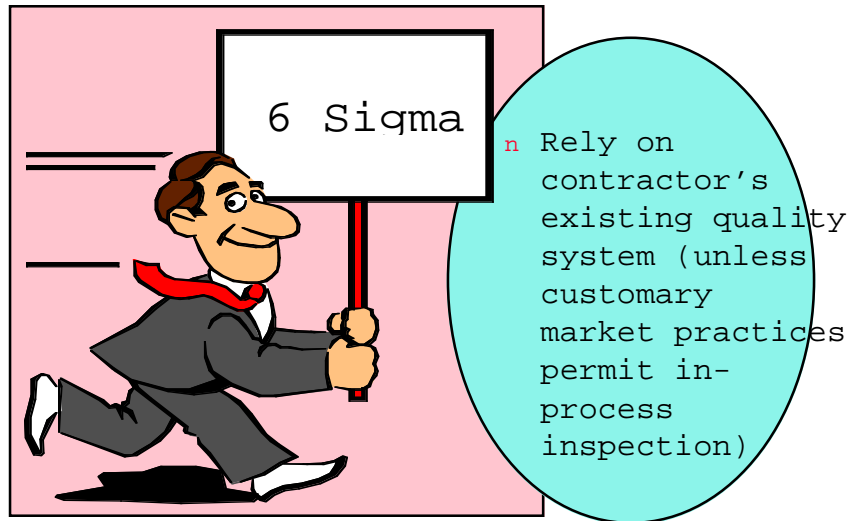 6 Sigma
n Rely on
contractor's
existing quality
system (unless
customary
market practices
permit in-
process
inspection)